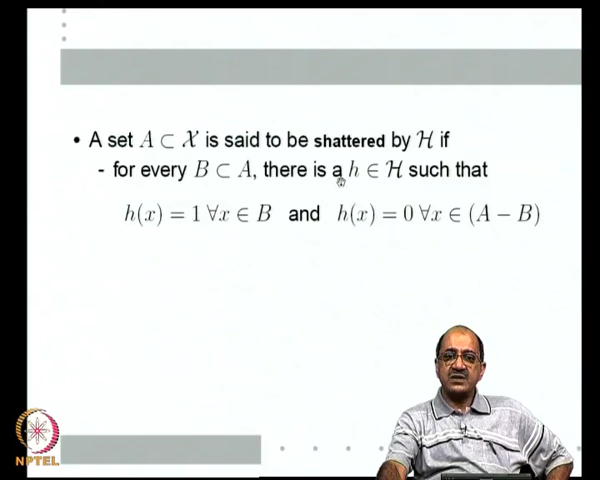 • A set A ⊂ 𝒳 is said to be shattered by ℋ if
- for every B ⊂ A, there is a h ∈ ℋ such that
h(x) = 1 ∀x ∈ B and h(x) = 0 ∀x ∈ (A − B)
NPTEL